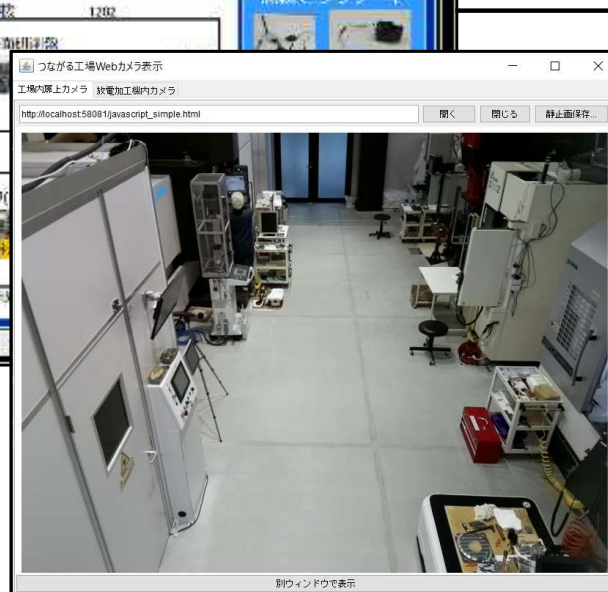 1202
つながる工場Webカメラ表示
工場内扉上カメラ 放電加工機内カメラ
http://localhost:58081/javascript_simple.html 開く 閉じる 静止画保存...
別ウィンドウで表示